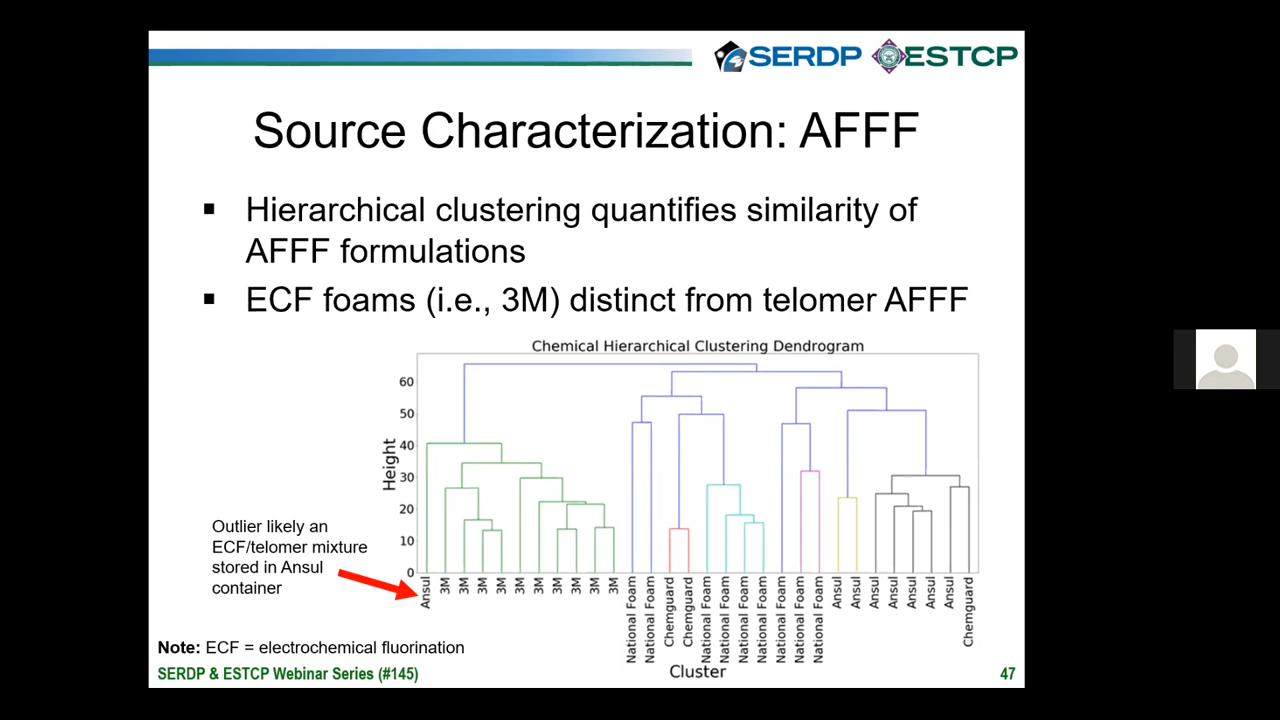 SERDP ESTCP
Source Characterization: AFFF
Hierarchical clustering quantifies similarity of
AFFF formulations
ECF foams (i.e., 3M) distinct from telomer AFFF
Chemical Hierarchical Clustering Dendrogram
Height
60
50
40
30
20
10
0
Outlier likely an
ECF/telomer mixture
stored in Ansul
container
Ansul
3M
3M
3M
3M
3M
3M
3M
3M
3M
3M
National Foam
National Foam
Chemguard
Chemguard
National Foam
National Foam
National Foam
National Foam
National Foam
National Foam
National Foam
Ansul
Ansul
Ansul
Ansul
Ansul
Ansul
Ansul
Chemguard
Cluster
Note: ECF = electrochemical fluorination
SERDP & ESTCP Webinar Series (#145)
47